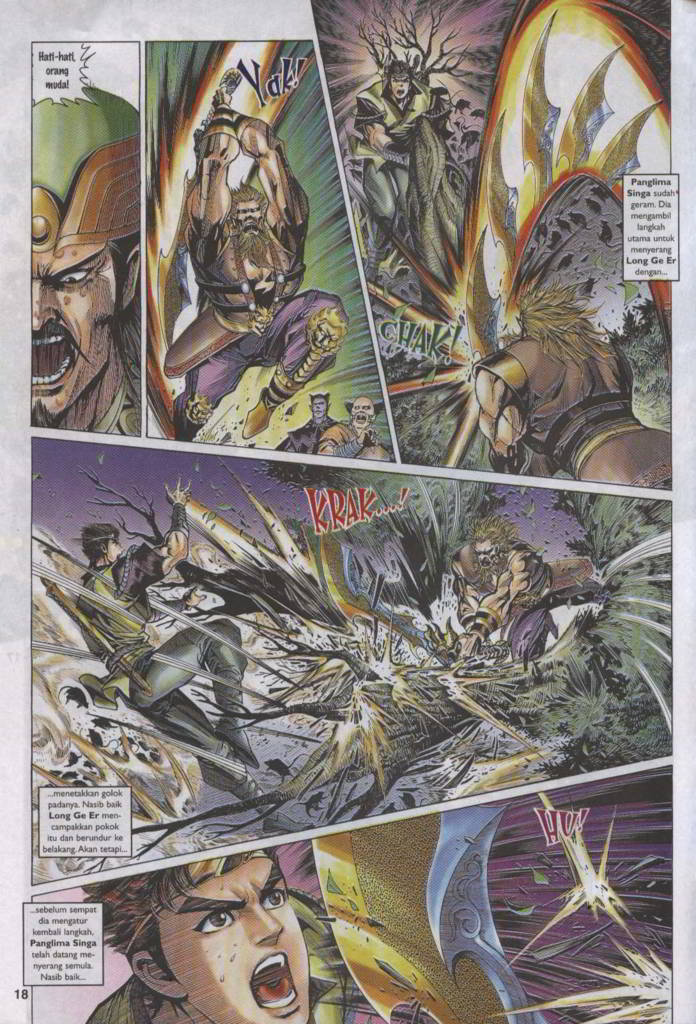 Hati-hati,
orang
muda!
Yak!
Panglima
Singa sudah
geram. Dia
mengambil
langkah
utama untuk
menyerang
Long Ge Er
dengan...
CHAK!
KRAK....!
...menetakkan golok
padanya. Nasib baik
Long Ge Er men-
campakkan pokok
itu dan berundur ke
belakang. Akan tetapi...
HU!
...sebelum sempat
dia mengatur
kembali langkah,
Panglima Singa
telah datang me-
nyerang semula.
Nasib baik...
18